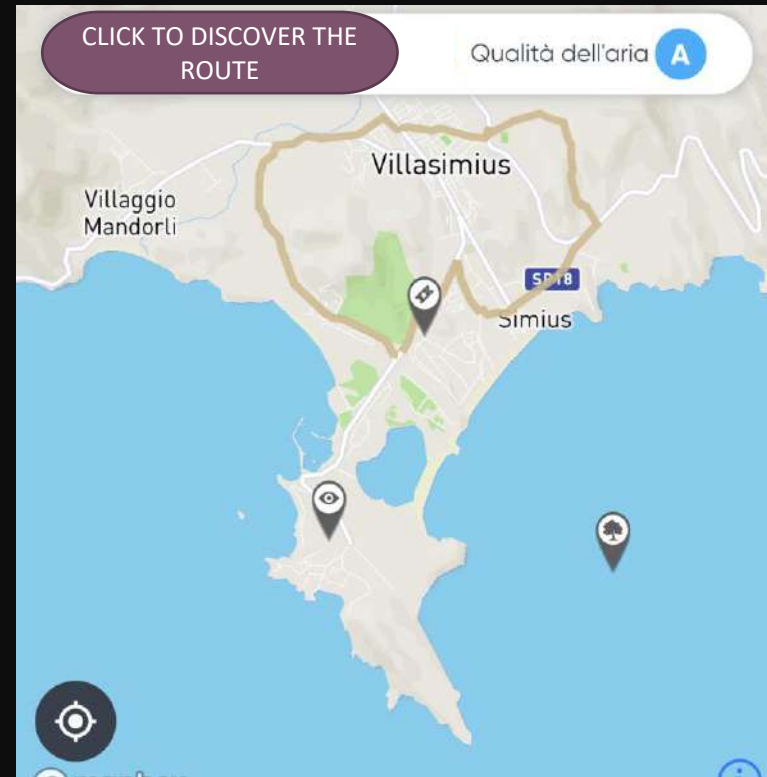 CLICK TO DISCOVER THE
ROUTE
Qualità dell'aria A
Villasimius
Villaggio
Mandorli
SP18
Simius